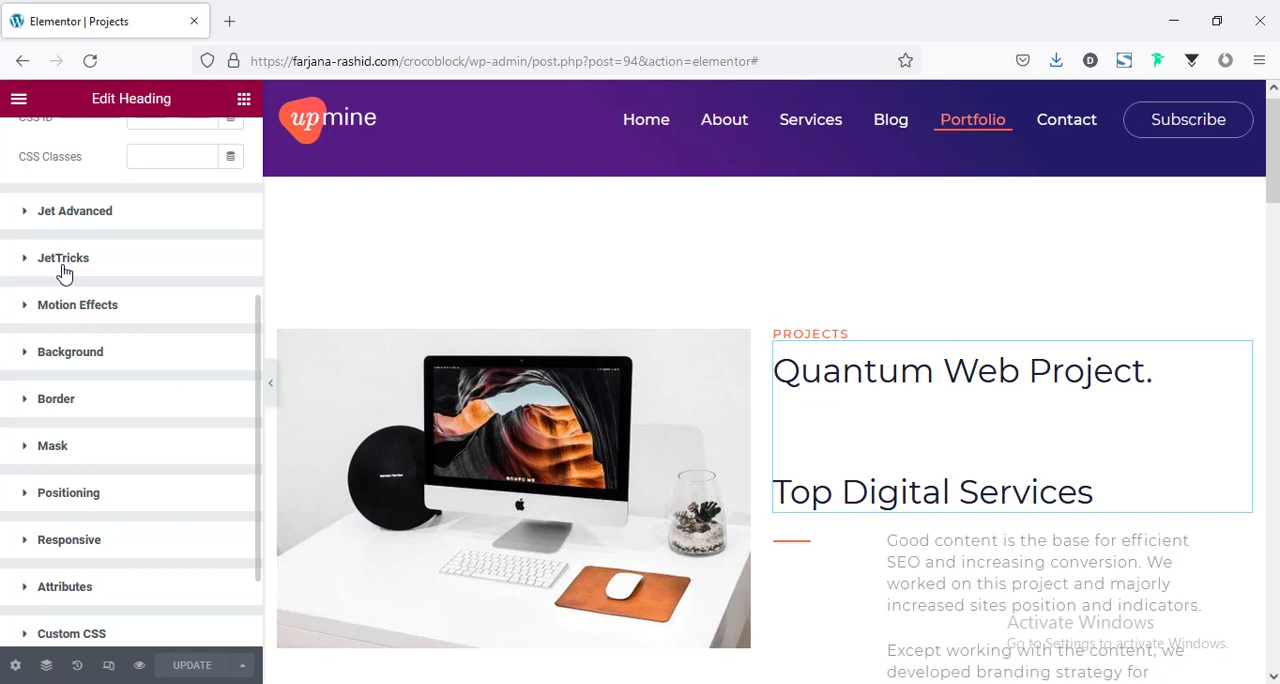 Elementor | Projects
https://farjana-rashid.com/crocoblock/wp-admin/post.php?post=94&action=elementor#
Edit Heading
CSS ID
CSS Classes
Jet Advanced
JetTricks
Motion Effects
Background
Border
Mask
Positioning
Responsive
Attributes
Custom CSS
UPDATE
upmine
Home About Services Blog Portfolio Contact Subscribe
PROJECTS
Quantum Web Project.
Top Digital Services
Good content is the base for efficient
SEO and increasing conversion. We
worked on this project and majorly
increased sites position and indicators.
Activate Windows
Go to Settings to activate Windows.
Except working with the content, we
developed branding strategy for